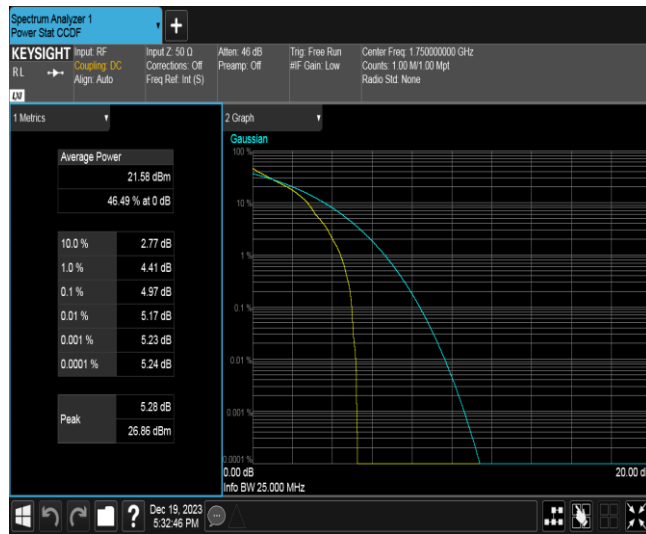 Spectrum Analyzer 1
Power Stat CCDF
+
KEYSIGHT
RL
LXI
Input: RF
Coupling: DC
Align: Auto
Input Z: 50 Ω
Corrections: Off
Freq Ref: Int (S)
Atten: 46 dB
Preamp: Off
Trig: Free Run
#IF Gain: Low
Center Freq: 1.750000000 GHz
Counts: 1.00 M/1.00 Mpt
Radio Std: None
1 Metrics
Average Power
21.58 dBm
46.49 % at 0 dB
10.0 % 2.77 dB
1.0 % 4.41 dB
0.1 % 4.97 dB
0.01 % 5.17 dB
0.001 % 5.23 dB
0.0001 % 5.24 dB
Peak
5.28 dB
26.86 dBm
2 Graph
Gaussian
100 %
10 %
1 %
0.1 %
0.01 %
0.001 %
0.0001 %
0.00 dB
20.00 d
Info BW 25.000 MHz
?
Dec 19, 2023
5:32:46 PM